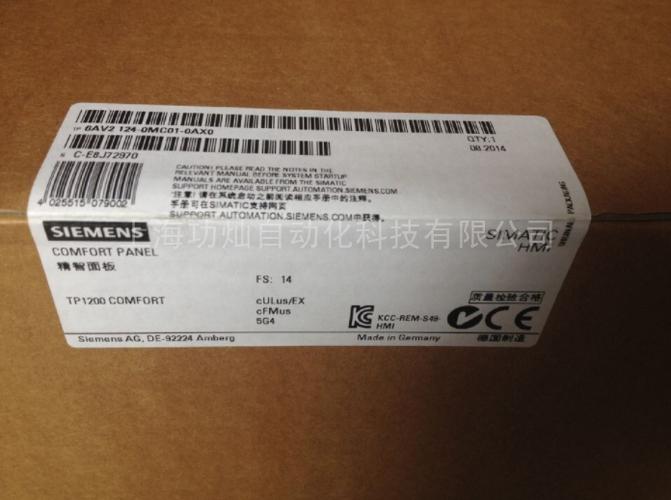 1P 6AV2 124-0MC01-0AX0
QTY:1
S C-E6J72970
08.2014
CAUTION! PLEASE READ THE NOTES IN THE
RELEVANT MANUAL BEFORE SYSTEM STARTUP
MANUALS ARE AVAILABLE FROM THE SIMATIC
SUPPORT HOMEPAGE SUPPORT.AUTOMATION.SIEMENS.COM
"注意! 请在系统启动之前阅读相应手册中的注释。
手册可在SIMATIC支持网页
SUPPORT.AUTOMATION.SIEMENS.COM中获得。
4 025515 079002
ORIGINAL PACKAGING
SIEMENS
SIMATIC
HMI
海功灿自动化科技有限公司
COMFORT PANEL
精智面板
FS: 14
TP1200 COMFORT
cULus/EX
cFMus
5G4
KCC-REM-S49-
HMI
质量检验合格
CE
Siemens AG, DE-92224 Amberg
Made in Germany
德国制造